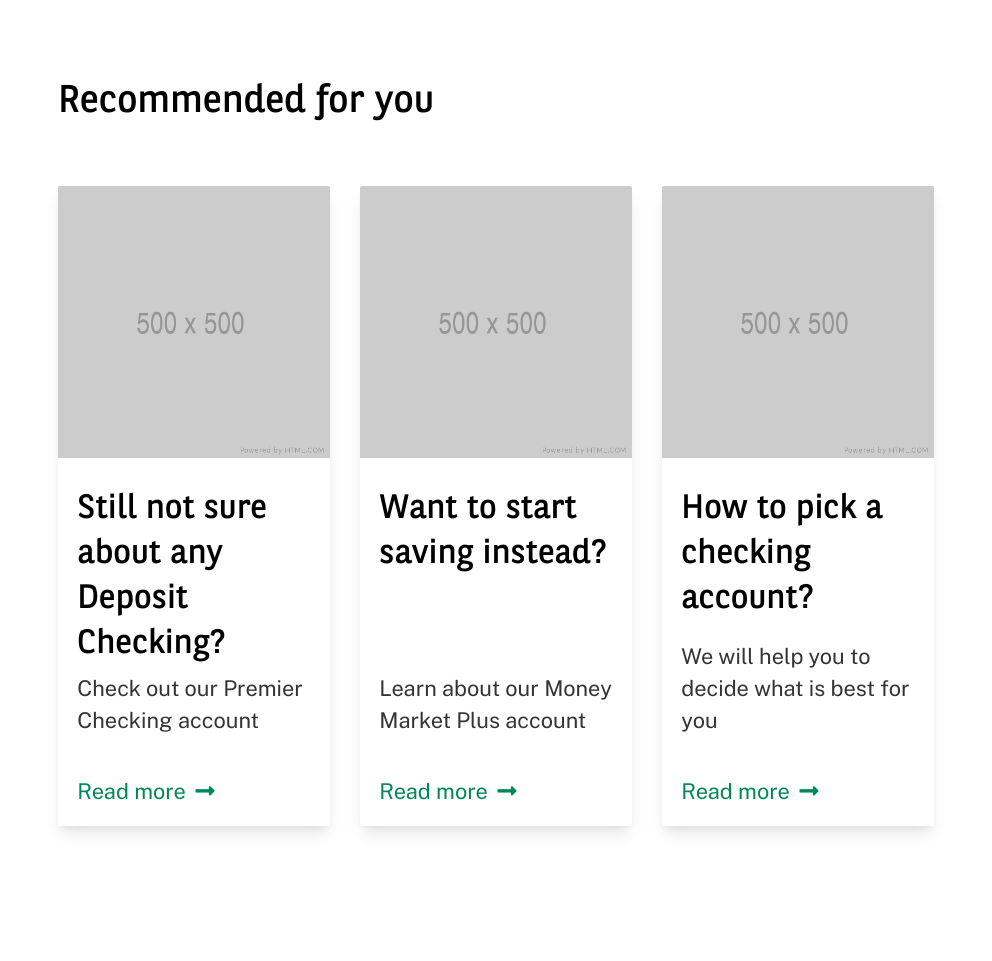 Recommended for you
500 x 500
Powered by HTML.COM
Still not sure
about any
Deposit
Checking?
Check out our Premier
Checking account
Read more
500 x 500
Powered by HTML.COM
Want to start
saving instead?
Learn about our Money
Market Plus account
Read more
500 x 500
Powered by HTML.COM
How to pick a
checking
account?
We will help you to
decide what is best for
you
Read more